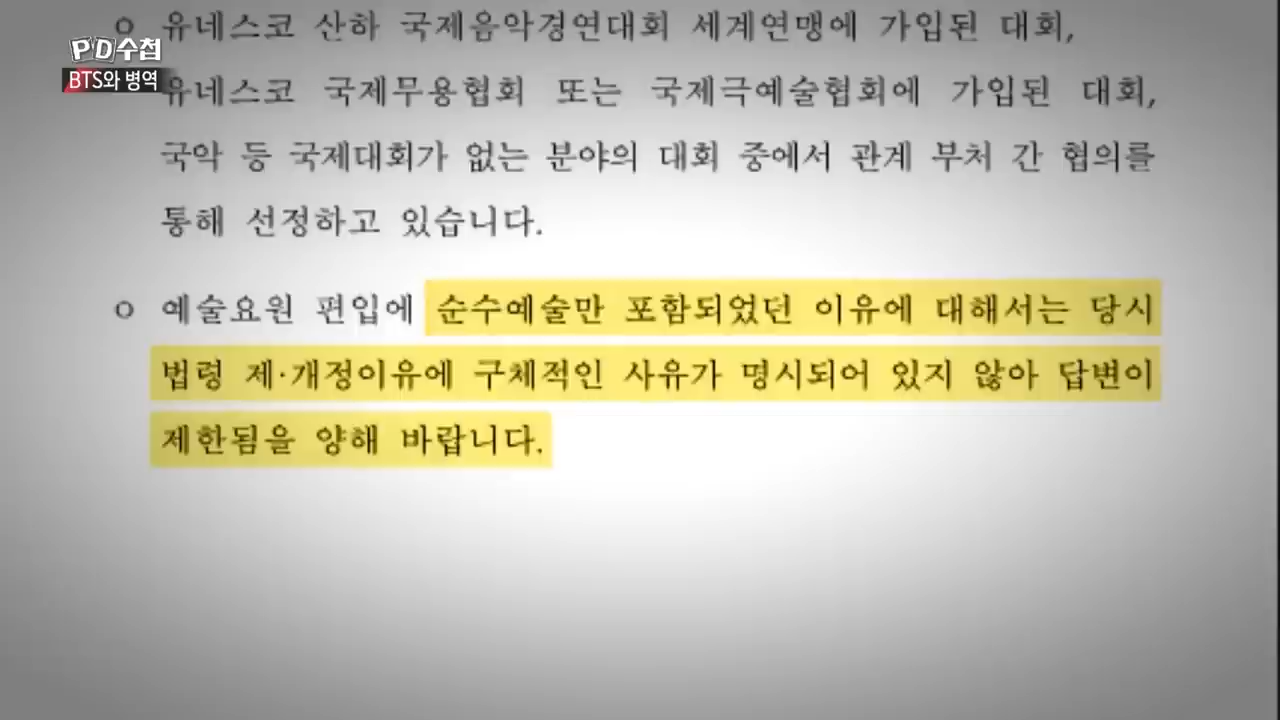 o 유네스코 산하 국제음악경연대회 세계연맹에 가입된 대회,
PD수첩
BTS와 병역
유네스코 국제무용협회 또는 국제극예술협회에 가입된 대회,
국악 등 국제대회가 없는 분야의 대회 중에서 관계 부처 간 협의를
통해 선정하고 있습니다.
o 예술요원 편입에 순수예술만 포함되었던 이유에 대해서는 당시
법령 제·개정이유에 구체적인 사유가 명시되어 있지 않아 답변이
제한됨을 양해 바랍니다.